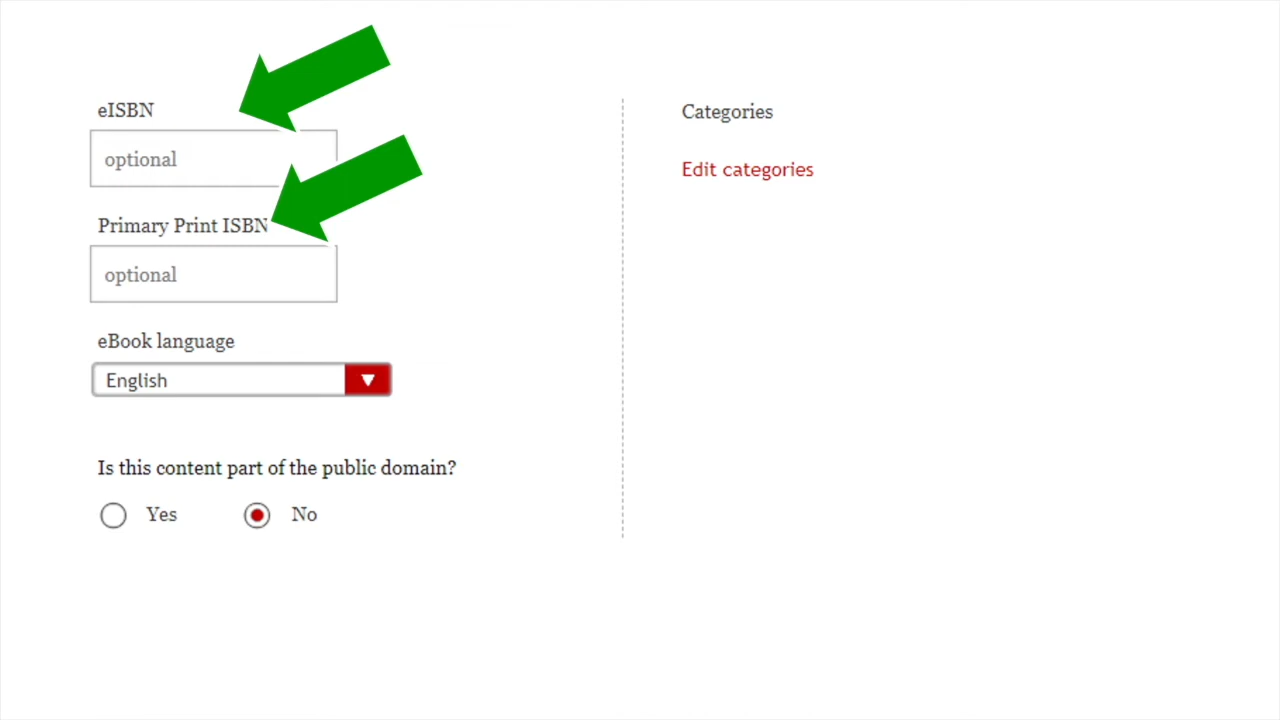 eISBN
optional
Primary Print ISBN
optional
eBook language
English
Is this content part of the public domain?
Yes No
Categories
Edit categories